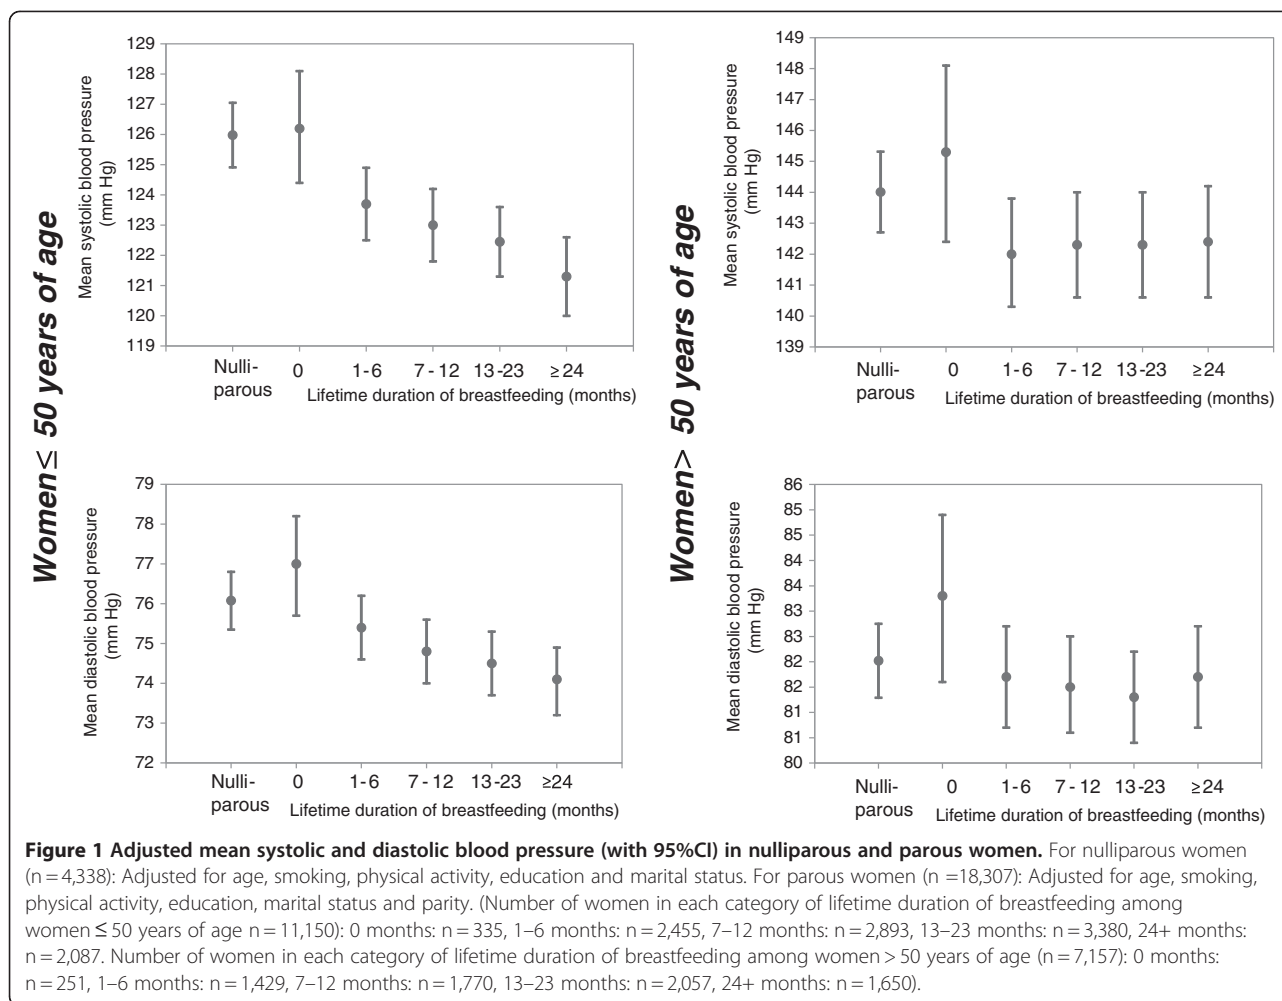 Women≤ 50 years of age
Mean systolic blood pressure
(mm Hg)
129
128
127
126
125
124
123
122
121
120
119
Nulli-
parous
0
1-6
7-12
13-23
≥24
Lifetime duration of breastfeeding (months)
Women> 50 years of age
Mean systolic blood pressure
(mm Hg)
149
148
147
146
145
144
143
142
141
140
139
Nulli-
parous
0
1-6
7-12
13-23
≥24
Lifetime duration of breastfeeding (months)
Mean diastolic blood pressure
(mm Hg)
79
78
77
76
75
74
73
72
Nulli-
parous
0
1-6
7-12
13-23
≥24
Lifetime duration of breastfeeding (months)
Mean diastolic blood pressure
(mm Hg)
86
85
85
84
84
83
83
82
82
81
81
80
Nulli-
parous
0
1-6
7-12
13-23
≥24
Lifetime duration of breastfeeding (months)
Figure 1 Adjusted mean systolic and diastolic blood pressure (with 95%CI) in nulliparous and parous women. For nulliparous women
(n = 4,338): Adjusted for age, smoking, physical activity, education and marital status. For parous women (n =18,307): Adjusted for age, smoking,
physical activity, education, marital status and parity. (Number of women in each category of lifetime duration of breastfeeding among
women ≤ 50 years of age n = 11,150): 0 months: n = 335, 1–6 months: n = 2,455, 7–12 months: n = 2,893, 13–23 months: n = 3,380, 24+ months:
n = 2,087. Number of women in each category of lifetime duration of breastfeeding among women > 50 years of age (n = 7,157): 0 months:
n = 251, 1–6 months: n = 1,429, 7–12 months: n = 1,770, 13–23 months: n = 2,057, 24+ months: n = 1,650).